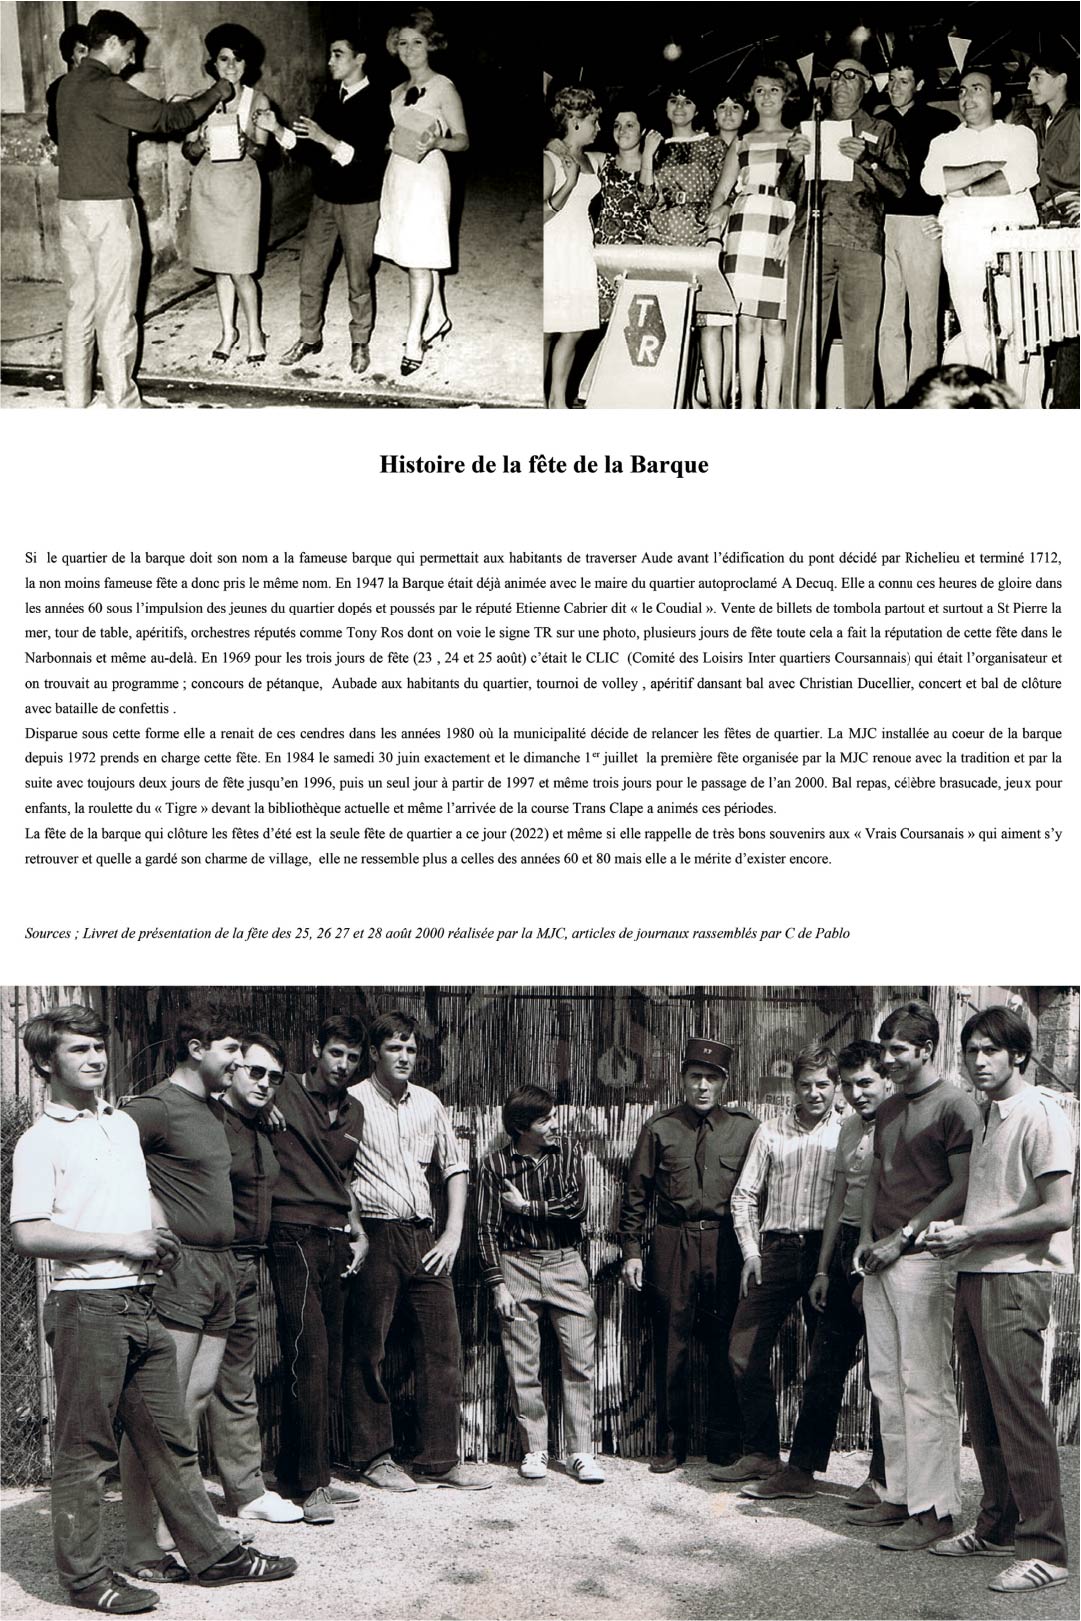 T
R
Histoire de la fête de la Barque
Si le quartier de la barque doit son nom a la fameuse barque qui permettait aux habitants de traverser Aude avant l’édification du pont décidé par Richelieu et terminé 1712,
la non moins fameuse fête a donc pris le même nom. En 1947 la Barque était déjà animée avec le maire du quartier autoproclamé A Decuq. Elle a connu ces heures de gloire dans
les années 60 sous l’impulsion des jeunes du quartier dopés et poussés par le réputé Etienne Cabrier dit « le Coudial ». Vente de billets de tombola partout et surtout a St Pierre la
mer, tour de table, apéritifs, orchestres réputés comme Tony Ros dont on voie le signe TR sur une photo, plusieurs jours de fête toute cela a fait la réputation de cette fête dans le
Narbonnais et même au-delà. En 1969 pour les trois jours de fête (23 , 24 et 25 août) c’était le CLIC (Comité des Loisirs Inter quartiers Coursannais) qui était l’organisateur et
on trouvait au programme ; concours de pétanque, Aubade aux habitants du quartier, tournoi de volley , apéritif dansant bal avec Christian Ducellier, concert et bal de clôture
avec bataille de confettis .
Disparue sous cette forme elle a renait de ces cendres dans les années 1980 où la municipalité décide de relancer les fêtes de quartier. La MJC installée au coeur de la barque
depuis 1972 prends en charge cette fête. En 1984 le samedi 30 juin exactement et le dimanche 1er juillet la première fête organisée par la MJC renoue avec la tradition et par la
suite avec toujours deux jours de fête jusqu’en 1996, puis un seul jour à partir de 1997 et même trois jours pour le passage de l’an 2000. Bal repas, célèbre brasucade, jeux pour
enfants, la roulette du « Tigre » devant la bibliothèque actuelle et même l’arrivée de la course Trans Clape a animés ces périodes.
La fête de la barque qui clôture les fêtes d’été est la seule fête de quartier a ce jour (2022) et même si elle rappelle de très bons souvenirs aux « Vrais Coursanais » qui aiment s’y
retrouver et quelle a gardé son charme de village, elle ne ressemble plus a celles des années 60 et 80 mais elle a le mérite d’exister encore.
Sources ; Livret de présentation de la fête des 25, 26 27 et 28 août 2000 réalisée par la MJC, articles de journaux rassemblés par C de Pablo